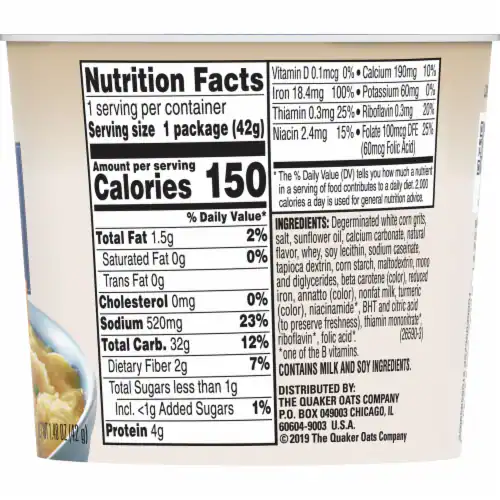 Nutrition Facts
1 serving per container
Serving size 1 package (42g)
Amount per serving
Calories 150
% Daily Value*
Total Fat 1.5g 2%
Saturated Fat 0g 0%
Trans Fat 0g
Cholesterol 0mg 0%
Sodium 520mg 23%
Total Carb. 32g 12%
Dietary Fiber 2g 7%
Total Sugars less than 1g
Incl. <1g Added Sugars 1%
Protein 4g
Vitamin D 0.1mcg 0% • Calcium 190mg 10%
Iron 18.4mg 100% • Potassium 60mg 0%
Thiamin 0.3mg 25% • Riboflavin 0.3mg 20%
Niacin 2.4mg 15% • Folate 100mcg DFE 25%
(60mcg Folic Acid)
*The % Daily Value (DV) tells you how much a nutrient
in a serving of food contributes to a daily diet. 2,000
calories a day is used for general nutrition advice.
INGREDIENTS: Degerminated white corn grits,
salt, sunflower oil, calcium carbonate, natural
flavor, whey, soy lecithin, sodium caseinate,
tapioca dextrin, corn starch, maltodextrin, mono
and diglycerides, beta carotene (color), reduced
iron, annatto (color), nonfat milk, turmeric
(color), niacinamide*, BHT and citric acid
(to preserve freshness), thiamin mononitrate*,
riboflavin*, folic acid*. (26590-3)
*one of the B vitamins.
CONTAINS MILK AND SOY INGREDIENTS.
DISTRIBUTED BY:
THE QUAKER OATS COMPANY
P.O. BOX 049003 CHICAGO, IL
60604-9003 U.S.A.
©2019 The Quaker Oats Company
1.48 OZ (42 g)